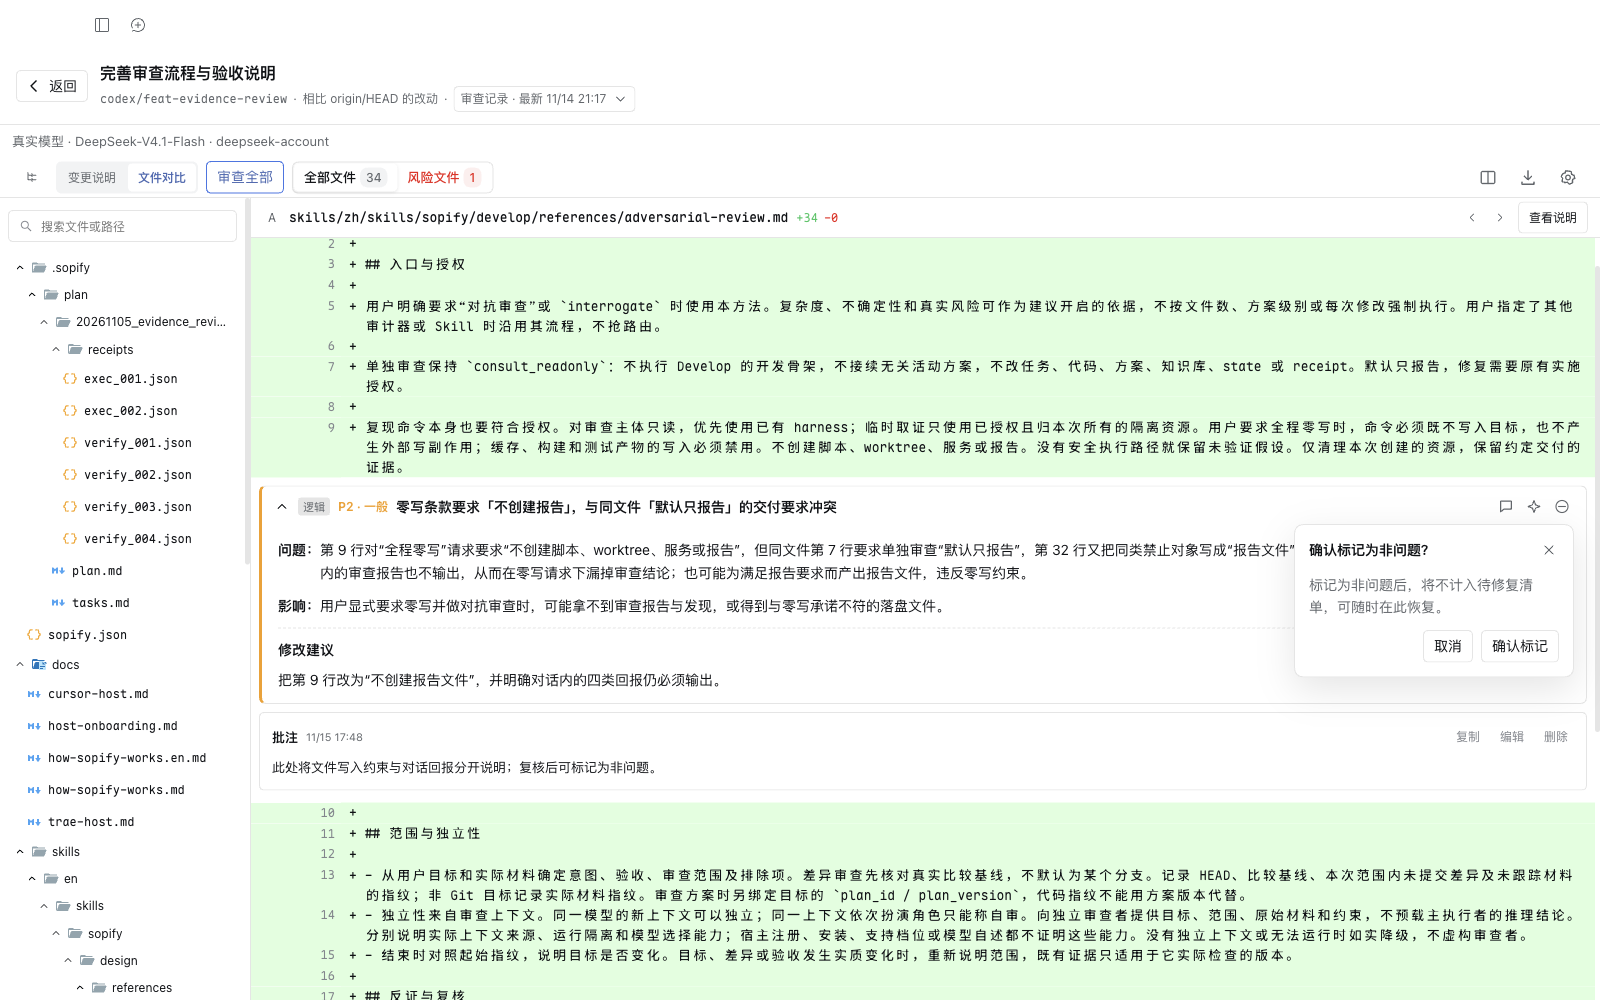 返回
完善审查流程与验收说明
codex/feat-evidence-review · 相比 origin/HEAD 的改动 · 审查记录 · 最新 11/14 21:17
真实模型 · DeepSeek-V4.1-Flash · deepseek-account
变更说明 文件对比 审查全部 全部文件 34 风险文件 1
搜索文件或路径
.sopify
plan
20261105_evidence_revi...
receipts
exec_001.json
exec_002.json
verify_001.json
verify_002.json
verify_003.json
verify_004.json
plan.md
tasks.md
sopify.json
docs
cursor-host.md
host-onboarding.md
how-sopify-works.en.md
how-sopify-works.md
trae-host.md
skills
en
skills
sopify
design
references
A skills/zh/skills/sopify/develop/references/adversarial-review.md +34 -0
查看说明
2 +
3 + ## 入口与授权
4 +
5 + 用户明确要求“对抗审查”或 `interrogate` 时使用本方法。复杂度、不确定性和真实风险可作为建议开启的依据，不按文件数、方案级别或每次修改强制执行。用户指定了其他
审计器或 Skill 时沿用其流程，不抢路由。
6 +
7 + 单独审查保持 `consult_readonly`：不执行 Develop 的开发骨架，不接续无关活动方案，不改任务、代码、方案、知识库、state 或 receipt。默认只报告，修复需要原有实施
授权。
8 +
9 + 复现命令本身也要符合授权。对审查主体只读，优先使用已有 harness；临时取证只使用已授权且归本次所有的隔离资源。用户要求全程零写时，命令必须既不写入目标，也不产
生外部写副作用；缓存、构建和测试产物的写入必须禁用。不创建脚本、worktree、服务或报告。没有安全执行路径就保留未验证假设。仅清理本次创建的资源，保留约定交付的
证据。
逻辑 P2 · 一般 零写条款要求「不创建报告」，与同文件「默认只报告」的交付要求冲突
问题： 第 9 行对“全程零写”请求要求“不创建脚本、worktree、服务或报告”，但同文件第 7 行要求单独审查“默认只报告”，第 32 行又把同类禁止对象写成“报告文件”
内的审查报告也不输出，从而在零写请求下漏掉审查结论；也可能为满足报告要求而产出报告文件，违反零写约束。
影响： 用户显式要求零写并做对抗审查时，可能拿不到审查报告与发现，或得到与零写承诺不符的落盘文件。
修改建议
把第 9 行改为“不创建报告文件”，并明确对话内的四类回报仍必须输出。
确认标记为非问题?
标记为非问题后，将不计入待修复清
单，可随时在此恢复。
取消 确认标记
批注 11/15 17:48 复制 编辑 删除
此处将文件写入约束与对话回报分开说明；复核后可标记为非问题。
10 +
11 + ## 范围与独立性
12 +
13 + - 从用户目标和实际材料确定意图、验收、审查范围及排除项。差异审查先核对真实比较基线，不默认为某个分支。记录 HEAD、比较基线、本次范围内未提交差异及未跟踪材料
的指纹；非 Git 目标记录实际材料指纹。审查方案时另绑定目标的 `plan_id / plan_version`，代码指纹不能用方案版本代替。
14 + - 独立性来自审查上下文。同一模型的新上下文可以独立；同一上下文依次扮演角色只能称自审。向独立审查者提供目标、范围、原始材料和约束，不预载主执行者的推理结论。
分别说明实际上下文来源、运行隔离和模型选择能力；宿主注册、安装、支持档位或模型自述都不证明这些能力。没有独立上下文或无法运行时如实降级，不虚构审查者。
15 + - 结束时对照起始指纹，说明目标是否变化。目标、差异或验收发生实质变化时，重新说明范围，既有证据只适用于它实际检查的版本。
16 +
17 + ## 反证与复核